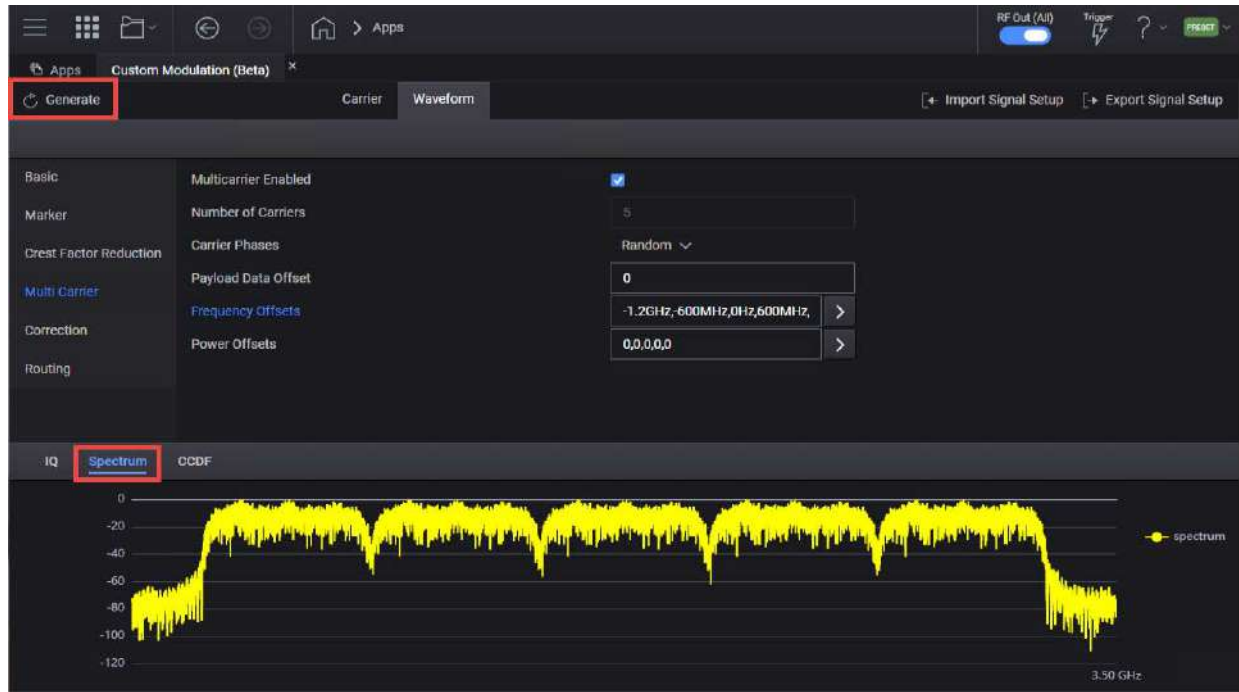 Apps
RF Out (All)
Trigger
?
PRESET
Apps
Custom Modulation (Beta) ×
Generate
Carrier
Waveform
Import Signal Setup
Export Signal Setup
Basic
Marker
Crest Factor Reduction
Multi Carrier
Correction
Routing
Multicarrier Enabled
Number of Carriers 5
Carrier Phases Random
Payload Data Offset 0
Frequency Offsets -1.2GHz,-600MHz,0Hz,600MHz,
Power Offsets 0,0,0,0,0
IQ
Spectrum
CCDF
0
-20
-40
-60
-80
-100
-120
spectrum
3.50 GHz